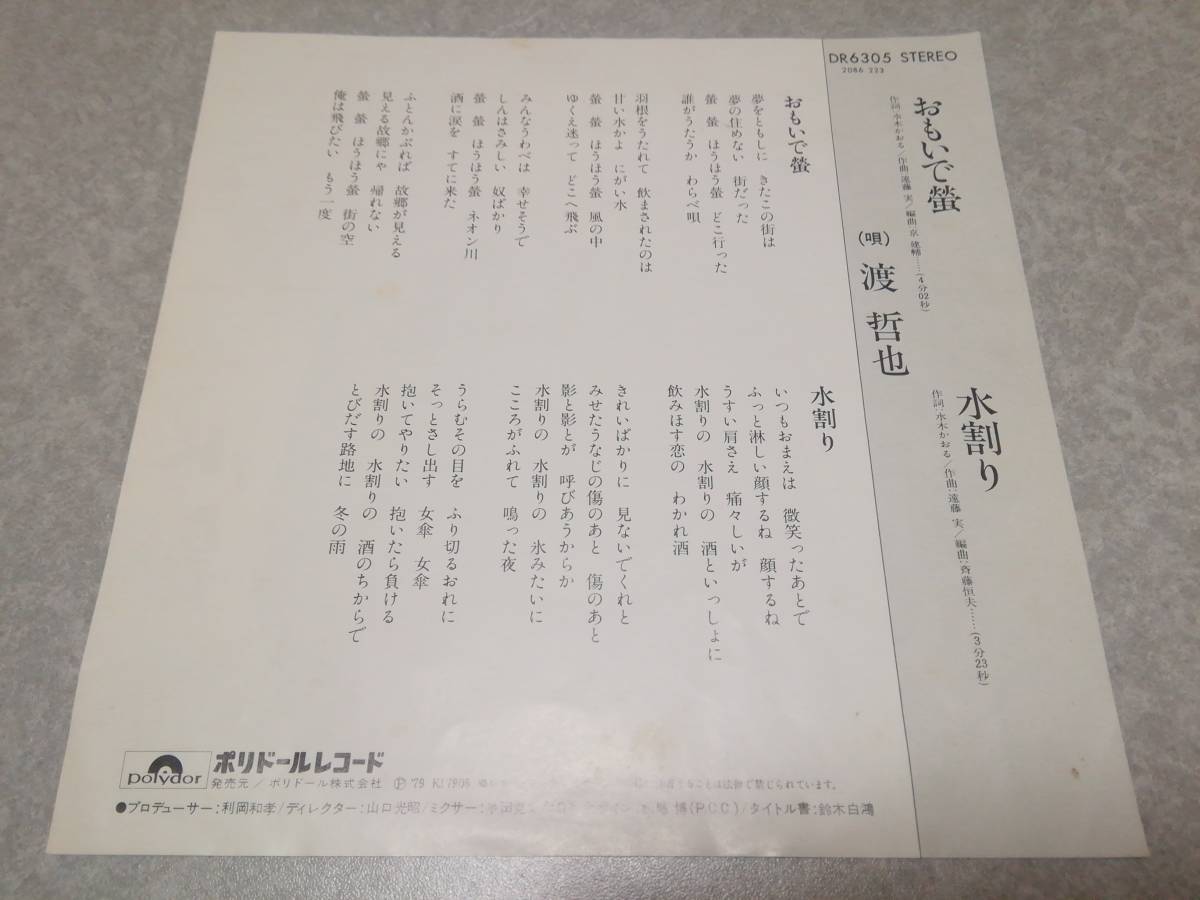 DR6305 STEREO
2086 223
おもいで螢
作詞:水木かおる/作曲:遠藤 実/編曲:京 建輔……(4分02秒)
水割り
作詞:水木かおる/作曲:遠藤 実/編曲:斉藤恒夫……(3分23秒)
(唄) 渡 哲也
おもいで螢
夢をともしに きたこの街は
夢の住めない 街だった
螢 螢 ほうほう螢 どこ行った
誰がうたうか わらべ唄
羽根をうたれて 飲まされたのは
甘い水かよ にがい水
螢 螢 ほうほう螢 風の中
ゆくえ迷って どこへ飛ぶ
みんなうわべは 幸せそうで
しんはさみしい 奴ばかり
螢 螢 ほうほう螢 ネオン川
酒に涙を すてに来た
ふとんかぶれば 故郷が見える
見える故郷にゃ 帰れない
螢 螢 ほうほう螢 街の空
俺は飛びたい もう一度
水割り
いつもおまえは 微笑ったあとで
ふっと淋しい顔するね 顔するね
うすい肩さえ 痛々しいが
水割りの 水割りの 酒といっしょに
飲みほす恋の わかれ酒
きれいばかりに 見ないでくれと
みせたうなじの傷のあと 傷のあと
影と影とが 呼びあうからか
水割りの 水割りの 氷みたいに
こころがふれて 鳴った夜
うらむその目を ふり切るおれに
そっとさし出す 女傘 女傘
抱いてやりたい 抱いたら負ける
水割りの 水割りの 酒のちからで
とびだす路地に 冬の雨
polydor ポリドールレコード
発売元/ポリドール株式会社 Ⓟ'79 ることは法律で禁じられています。
●プロデューサー:利岡和孝/ディレクター:山口光昭/ミクサー: 博(PCC)/タイトル書:鈴木白鴻